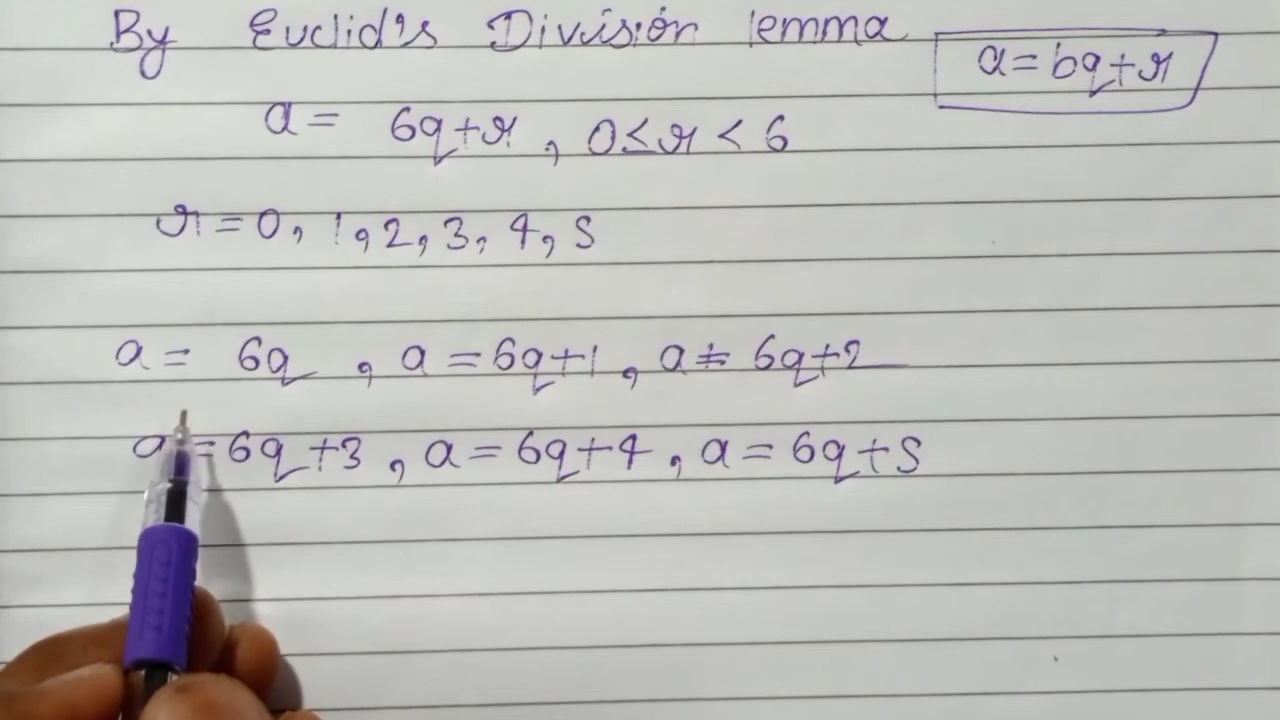 By Euclid's Division lemma
a = bq+r
a = 6q+r , 0≤r < 6
r = 0, 1, 2, 3, 4, 5
a = 6q , a = 6q+1 , a = 6q+2
a = 6q+3 , a = 6q+4 , a = 6q+5